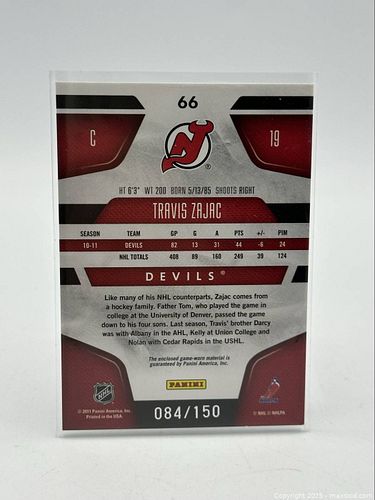 66
C
19
HT 6'3" WT 200 BORN 5/13/85 SHOOTS RIGHT
TRAVIS ZAJAC
SEASON TEAM GP G A PTS +/- PIM
10-11 DEVILS 82 13 31 44 -6 24
NHL TOTALS 408 89 160 249 39 124
DEVILS®
Like many of his NHL counterparts, Zajac comes from
a hockey family. Father Tom, who played the game in
college at the University of Denver, passed the game
down to his four sons. Last season, Travis' brother Darcy
was with Albany in the AHL, Kelly at Union College and
Nolan with Cedar Rapids in the USHL.
The enclosed game-worn material is
guaranteed by Panini America, Inc.
NHL
PANINI
© 2011 Panini America, Inc.
Printed in the USA
084/150
© NHL © NHLPA
Copyright 2025 - maxsold.com